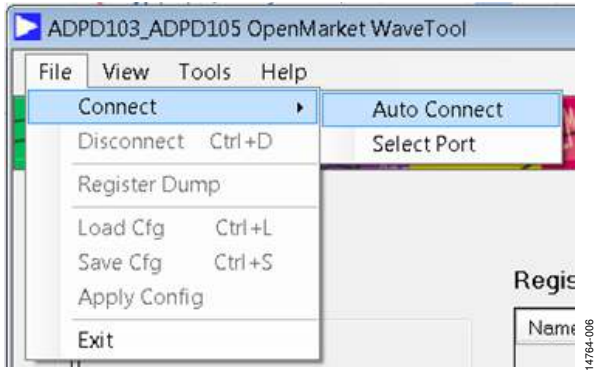 ADPD103_ADPD105 OpenMarket WaveTool
File View Tools Help
Connect
Auto Connect
Disconnect Ctrl+D
Select Port
Register Dump
Load Cfg Ctrl+L
Save Cfg Ctrl+S
Apply Config
Exit
Regis
Name
14764-006